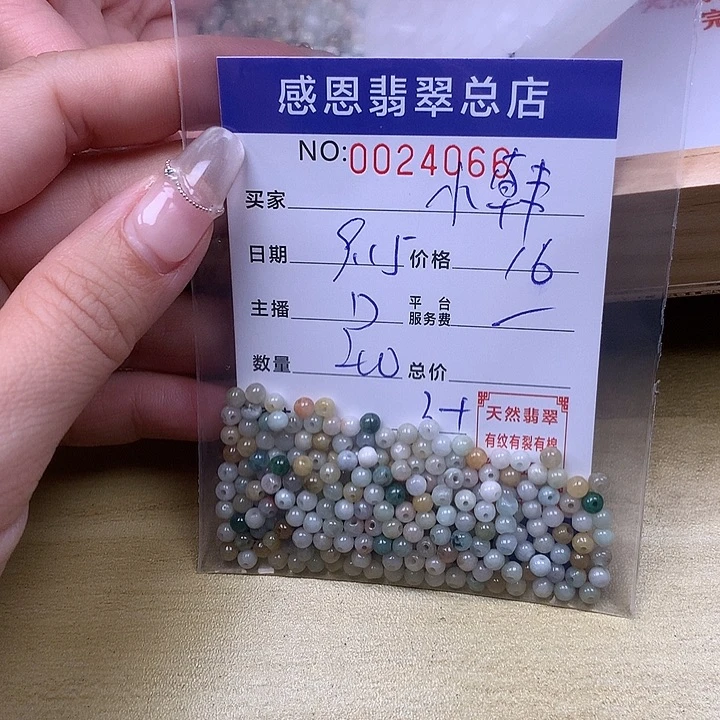 感恩翡翠总店
NO:0024066
买家 小韩
日期 9.15 价格 16
主播 平台服务费 —
数量 200 总价
天然翡翠
有纹有裂有棉